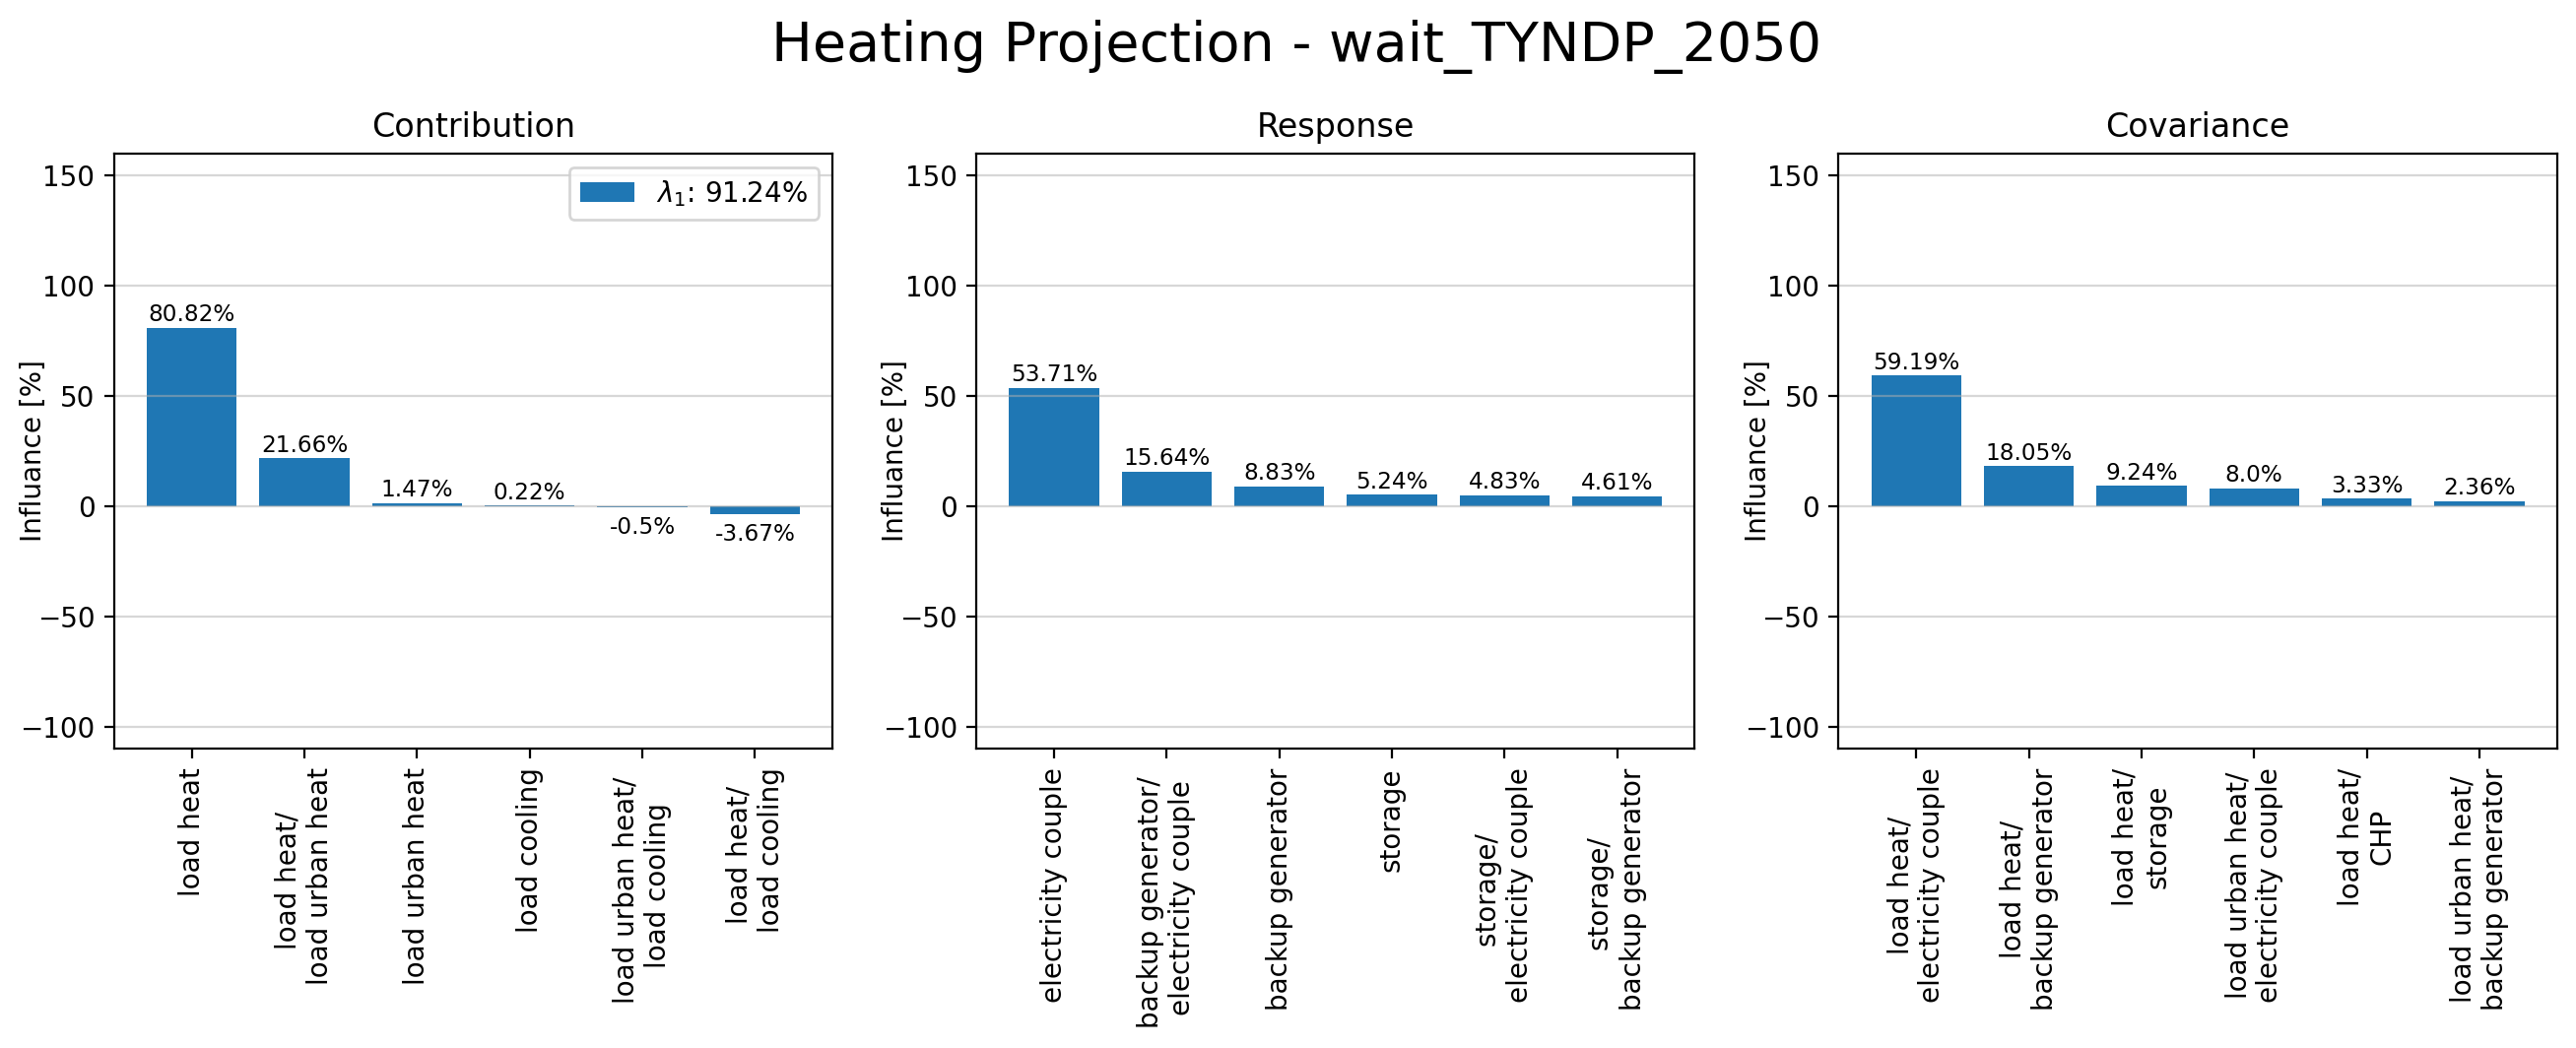 Heating Projection - wait_TYNDP_2050
Contribution
λ1: 91.24%
Influance [%]
150
100
50
0
−50
−100
80.82%
21.66%
1.47%
0.22%
-0.5%
-3.67%
load heat
load heat/
load urban heat
load urban heat
load cooling
load urban heat/
load cooling
load heat/
load cooling
Response
Influance [%]
150
100
50
0
−50
−100
53.71%
15.64%
8.83%
5.24%
4.83%
4.61%
electricity couple
backup generator/
electricity couple
backup generator
storage
storage/
electricity couple
storage/
backup generator
Covariance
Influance [%]
150
100
50
0
−50
−100
59.19%
18.05%
9.24%
8.0%
3.33%
2.36%
load heat/
electricity couple
load heat/
backup generator
load heat/
storage
load urban heat/
electricity couple
load heat/
CHP
load urban heat/
backup generator